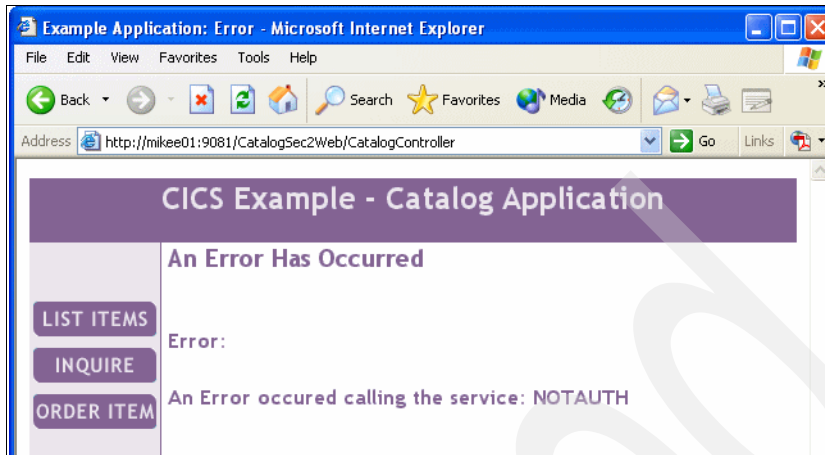 Example Application: Error - Microsoft Internet Explorer
File Edit View Favorites Tools Help
Back Search Favorites Media »
Address http://mikee01:9081/CatalogSec2Web/CatalogController Go Links
CICS Example - Catalog Application
An Error Has Occurred
LIST ITEMS
Error:
INQUIRE
An Error occured calling the service: NOTAUTH
ORDER ITEM